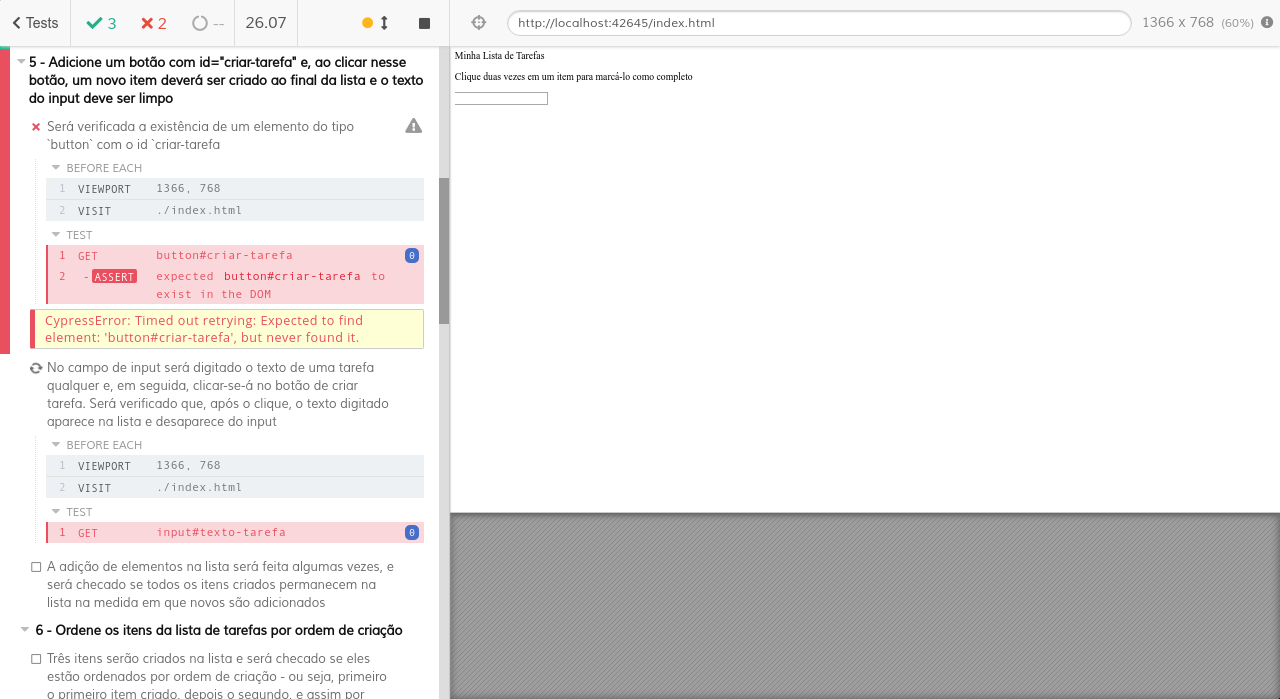 Tests 3 2 -- 26.07 http://localhost:42645/index.html 1366 x 768 (60%)
5 - Adicione um botão com id="criar-tarefa" e, ao clicar nesse
botão, um novo item deverá ser criado ao final da lista e o texto
do input deve ser limpo
Será verificada a existência de um elemento do tipo
`button` com o id `criar-tarefa
BEFORE EACH
1 VIEWPORT 1366, 768
2 VISIT ./index.html
TEST
1 GET button#criar-tarefa 0
2 -ASSERT expected button#criar-tarefa to
exist in the DOM
CypressError: Timed out retrying: Expected to find
element: 'button#criar-tarefa', but never found it.
No campo de input será digitado o texto de uma tarefa
qualquer e, em seguida, clicar-se-á no botão de criar
tarefa. Será verificado que, após o clique, o texto digitado
aparece na lista e desaparece do input
BEFORE EACH
1 VIEWPORT 1366, 768
2 VISIT ./index.html
TEST
1 GET input#texto-tarefa 0
A adição de elementos na lista será feita algumas vezes, e
será checado se todos os itens criados permanecem na
lista na medida em que novos são adicionados
6 - Ordene os itens da lista de tarefas por ordem de criação
Três itens serão criados na lista e será checado se eles
estão ordenados por ordem de criação - ou seja, primeiro
o primeiro item criado, depois o segundo, e assim por
Minha Lista de Tarefas
Clique duas vezes em um item para marcá-lo como completo